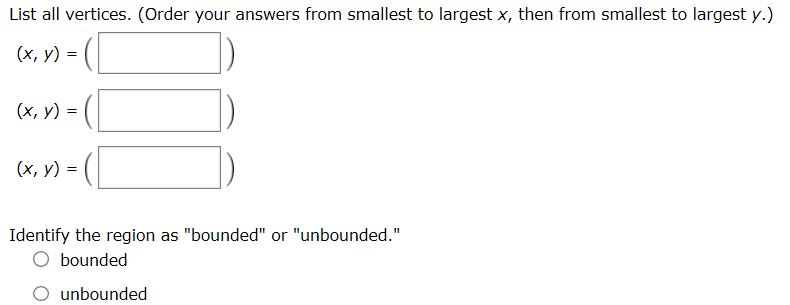 List all vertices. (Order your answers from smallest to largest x, then from smallest to largest y.)
(x, y) = ( )
(x, y) = ( )
(x, y) = ( )
Identify the region as "bounded" or "unbounded."
bounded
unbounded